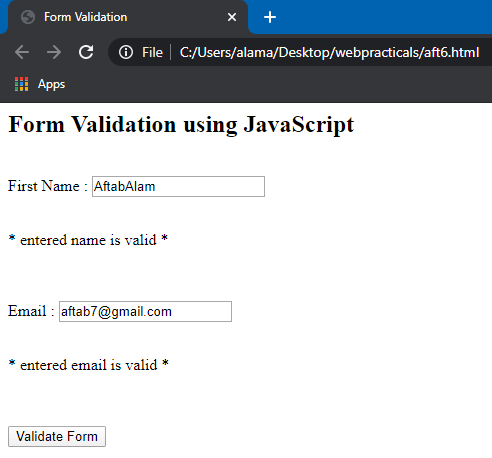 Form Validation
File C:/Users/alama/Desktop/webpracticals/aft6.html
Apps
Form Validation using JavaScript
First Name : AftabAlam
* entered name is valid *
Email : aftab7@gmail.com
* entered email is valid *
Validate Form